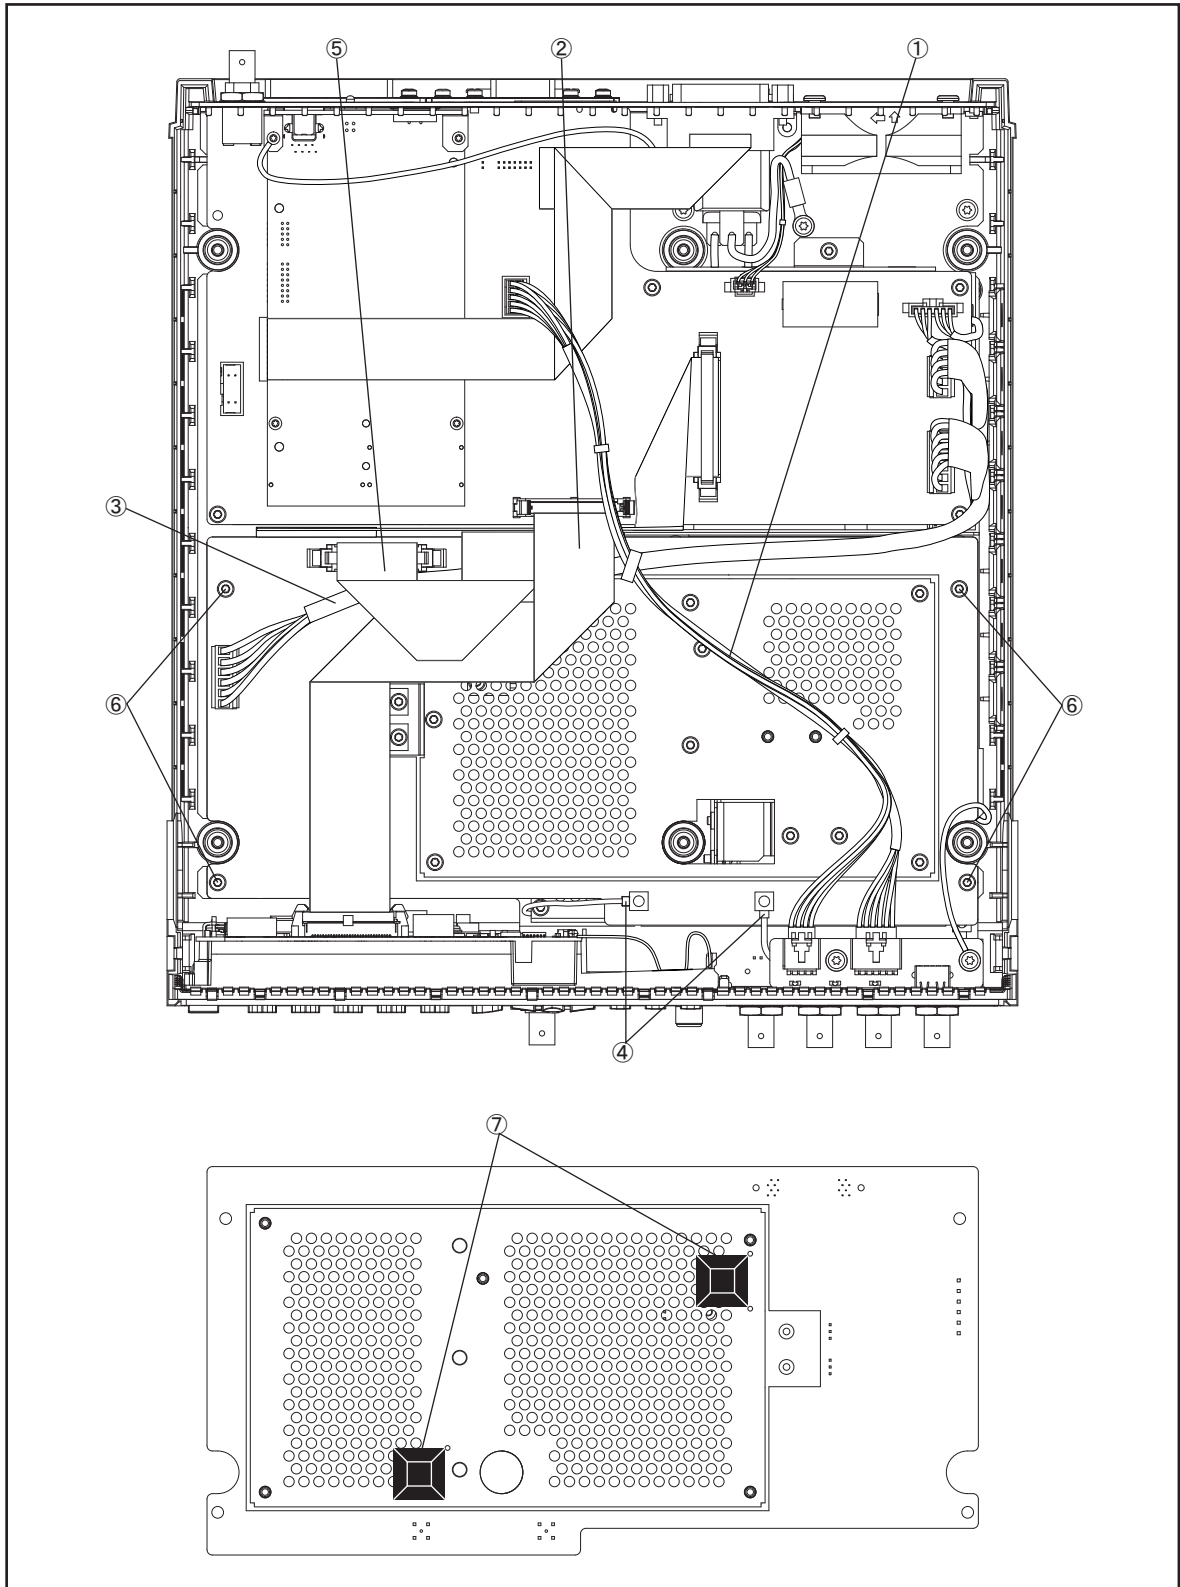 ⑤ ② ①
③
⑥ ⑥
④
⑦